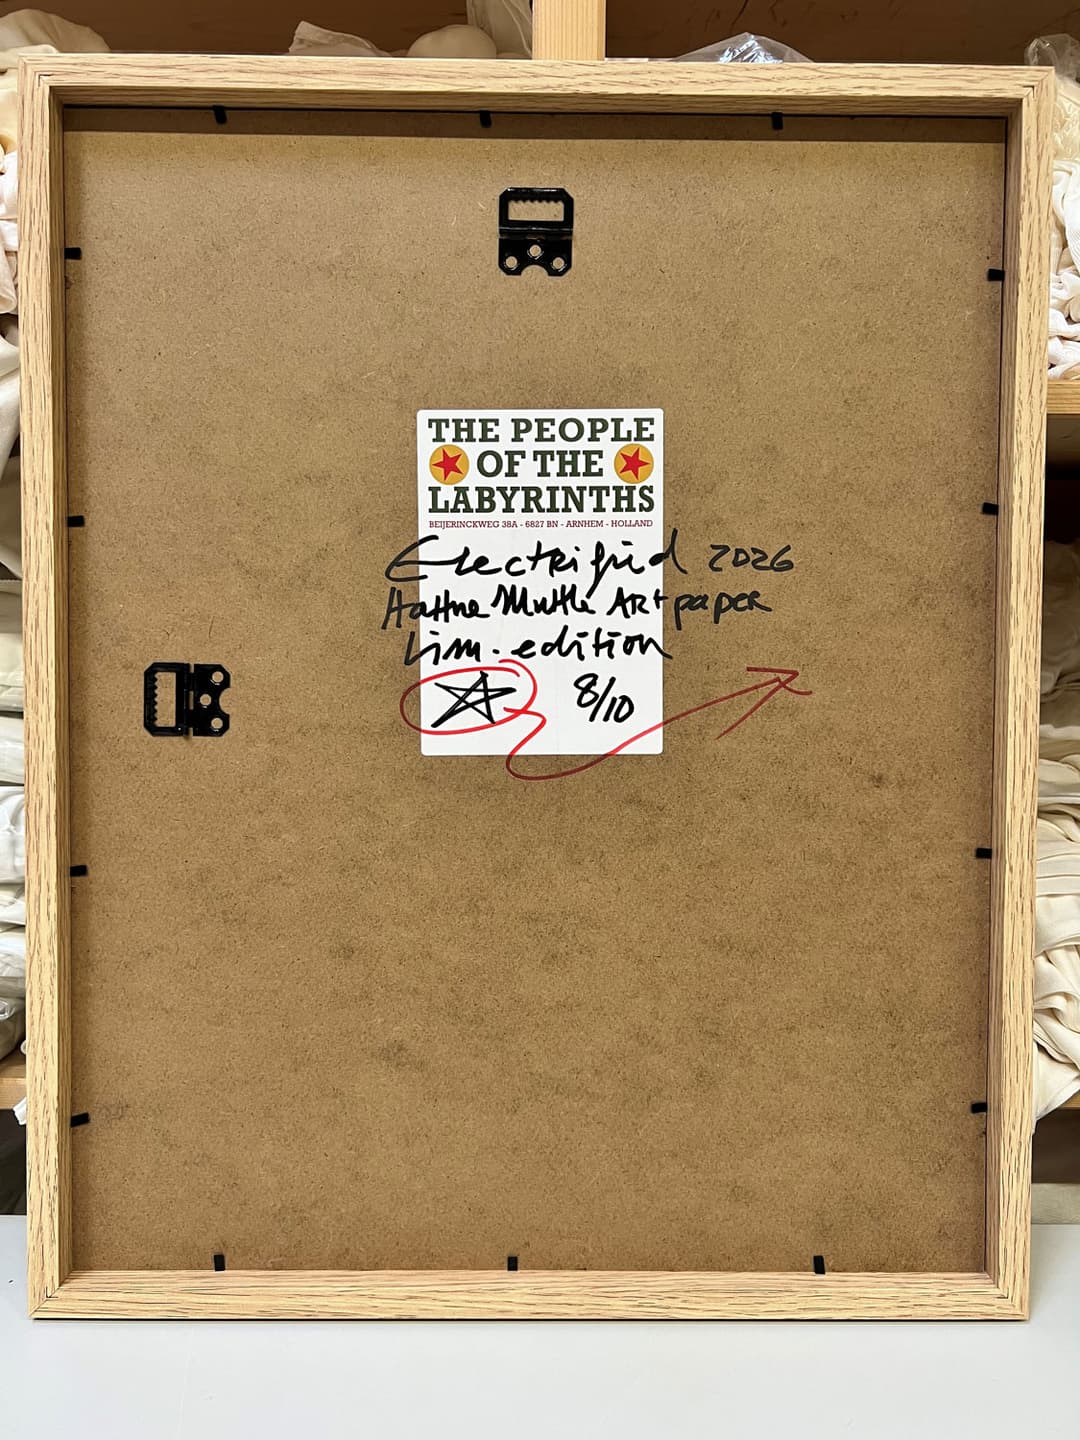 THE PEOPLE
OF THE
LABYRINTHS
BEIJERINCKWEG 38A - 6827 BN - ARNHEM - HOLLAND
Electrified 2026
Hahne Muhle ARt paper
Lim. edition
8/10